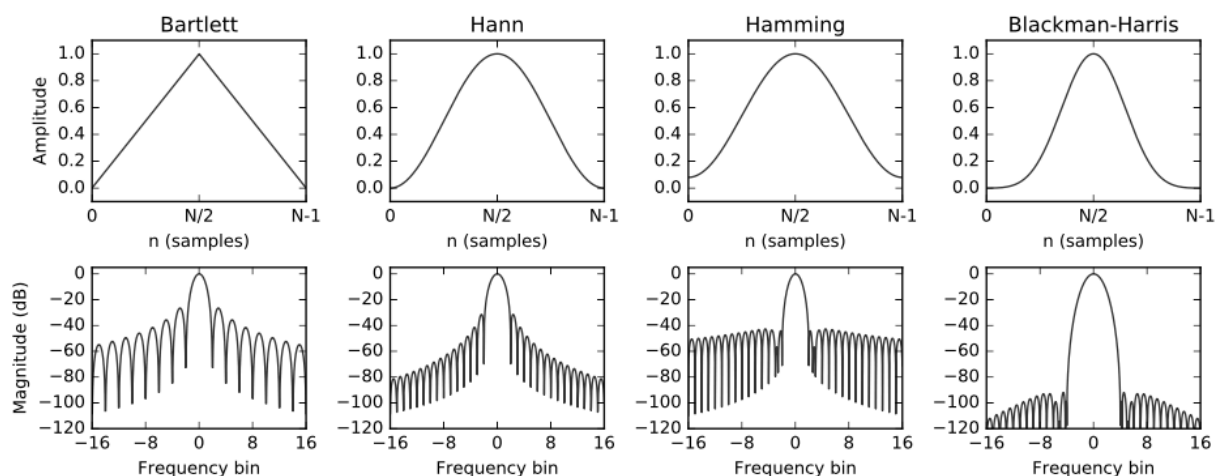 Bartlett
Hann
Hamming
Blackman-Harris
Amplitude
1.0
0.8
0.6
0.4
0.2
0.0
0 N/2 N-1
n (samples)
1.0
0.8
0.6
0.4
0.2
0.0
0 N/2 N-1
n (samples)
1.0
0.8
0.6
0.4
0.2
0.0
0 N/2 N-1
n (samples)
1.0
0.8
0.6
0.4
0.2
0.0
0 N/2 N-1
n (samples)
Magnitude (dB)
0
−20
−40
−60
−80
−100
−120
−16 −8 0 8 16
Frequency bin
0
−20
−40
−60
−80
−100
−120
−16 −8 0 8 16
Frequency bin
0
−20
−40
−60
−80
−100
−120
−16 −8 0 8 16
Frequency bin
0
−20
−40
−60
−80
−100
−120
−16 −8 0 8 16
Frequency bin